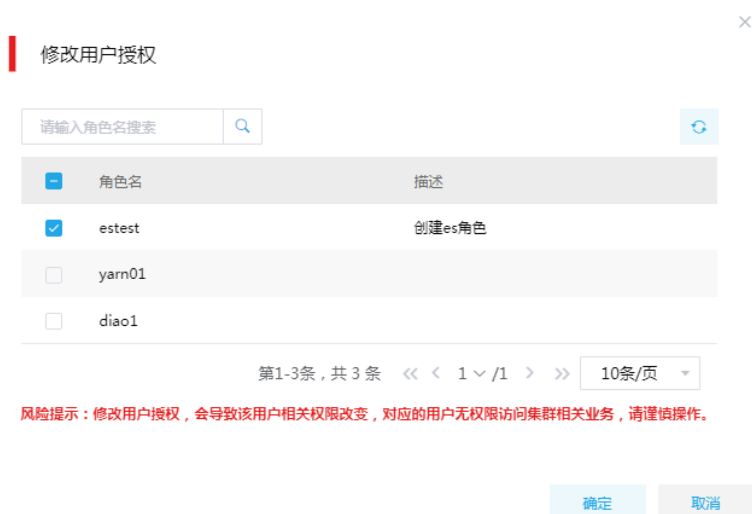 修改用户授权
请输入角色名搜索
角色名 描述
estest 创建es角色
yarn01
diao1
第1-3条，共 3 条 1 /1 10条/页
风险提示：修改用户授权，会导致该用户相关权限改变，对应的用户无权限访问集群相关业务，请谨慎操作。
确定 取消